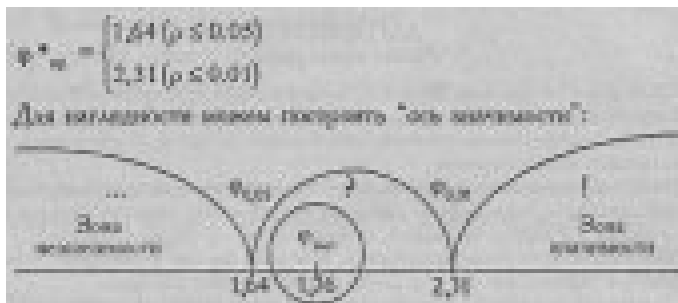 φ*кр = {1,64 (ρ ≤ 0.05)
2,31 (ρ ≤ 0.01)
Для наглядности можем построить "ось значимости":
... φ0,05 ? φ0,01 !
Зона незначимости φэмп Зона значимости
1,64 1,76 2,31